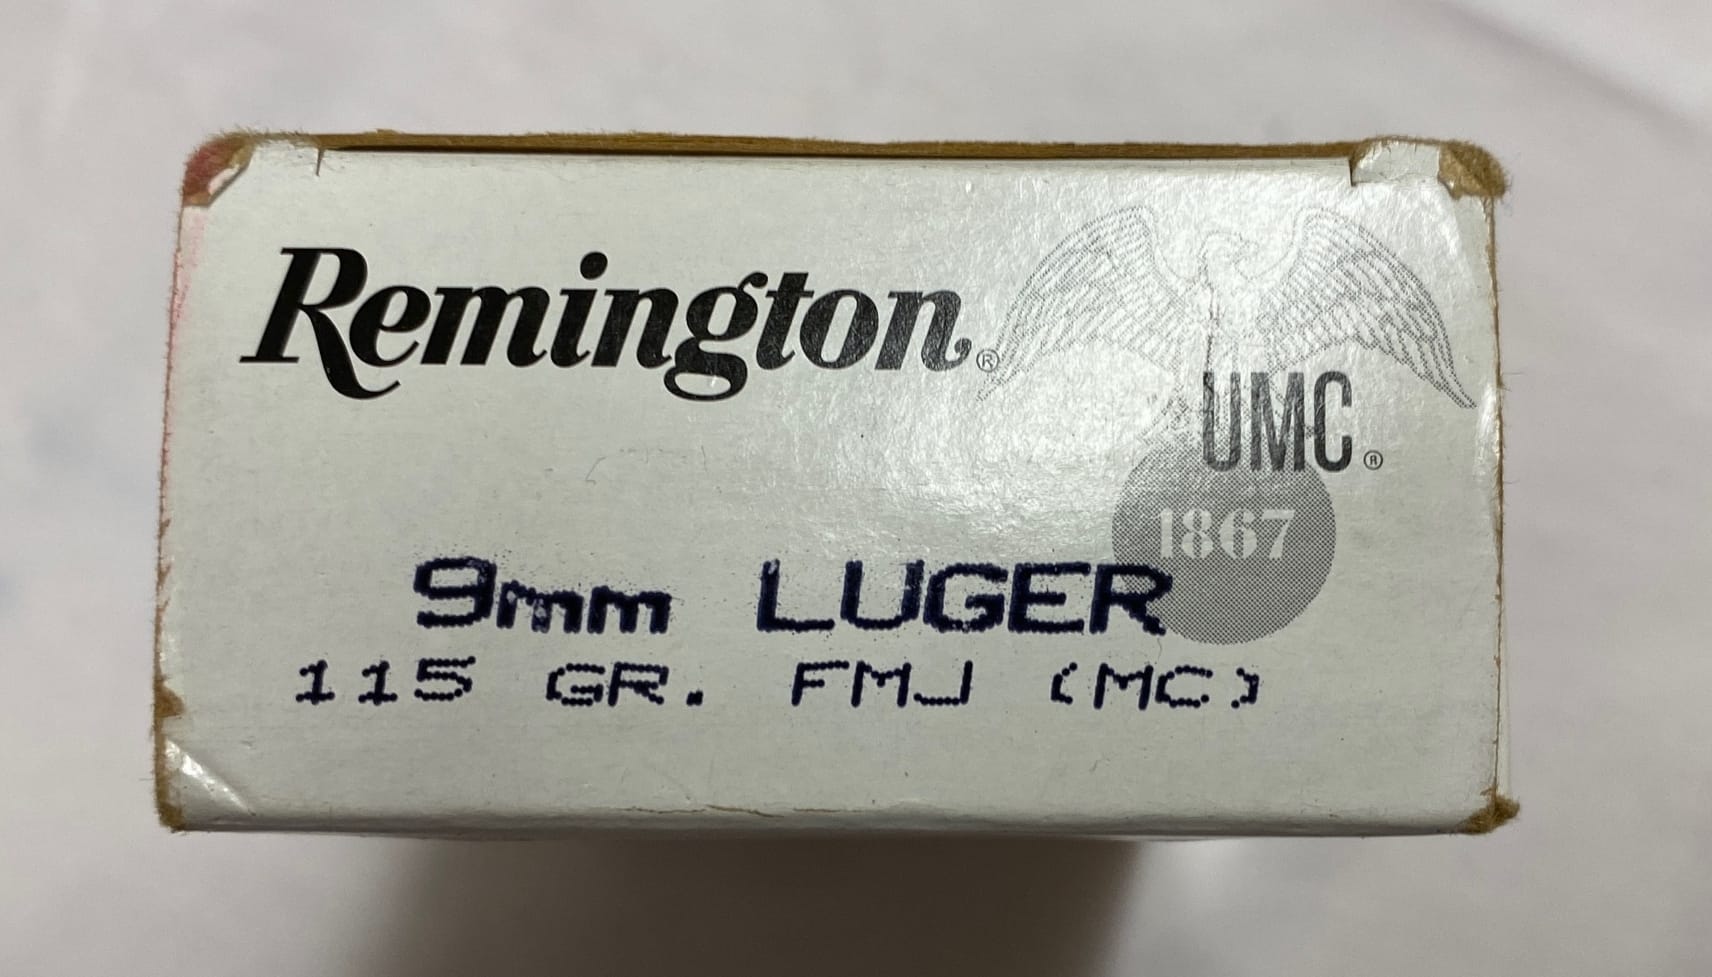 Remington®
UMC®
1867
9mm LUGER
115 GR. FMJ (MC)